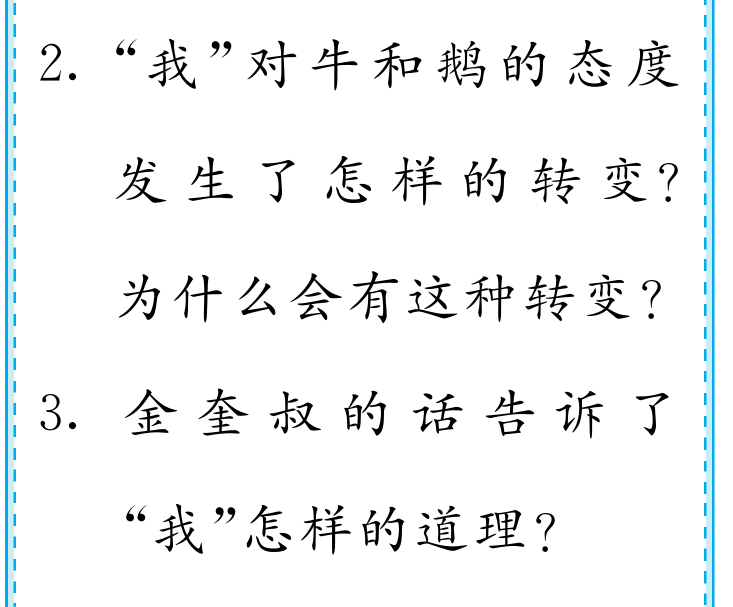 2. “我”对牛和鹅的态度
发生了怎样的转变?
为什么会有这种转变?
3. 金奎叔的话告诉了
“我”怎样的道理?